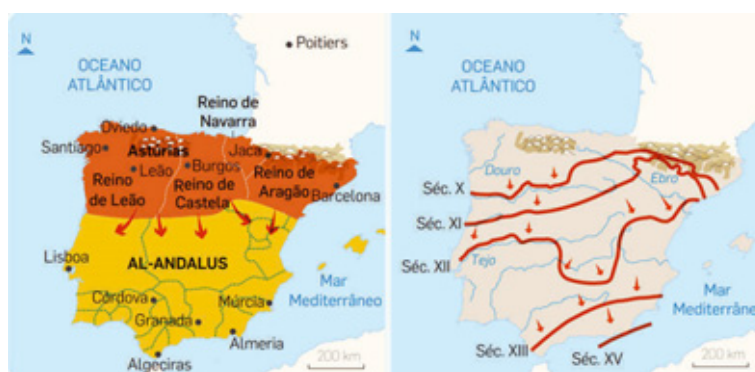 N
Poitiers
OCEANO
ATLÂNTICO
Reino de
Navarra
Oviedo
Santiago
Astúrias
Jaca
Leão
Burgos
Reino
de Leão
Reino de
Castela
Reino de
Aragão
Barcelona
Lisboa
AL-ANDALUS
Mar
Mediterrâneo
Córdova
Múrcia
Granada
Almeria
Algeciras
200 km
N
OCEANO
ATLÂNTICO
Douro
Ebro
Séc. X
Séc. XI
Séc. XII
Tejo
Mar
Mediterrâne
Séc. XIII
Séc. XV
200 km